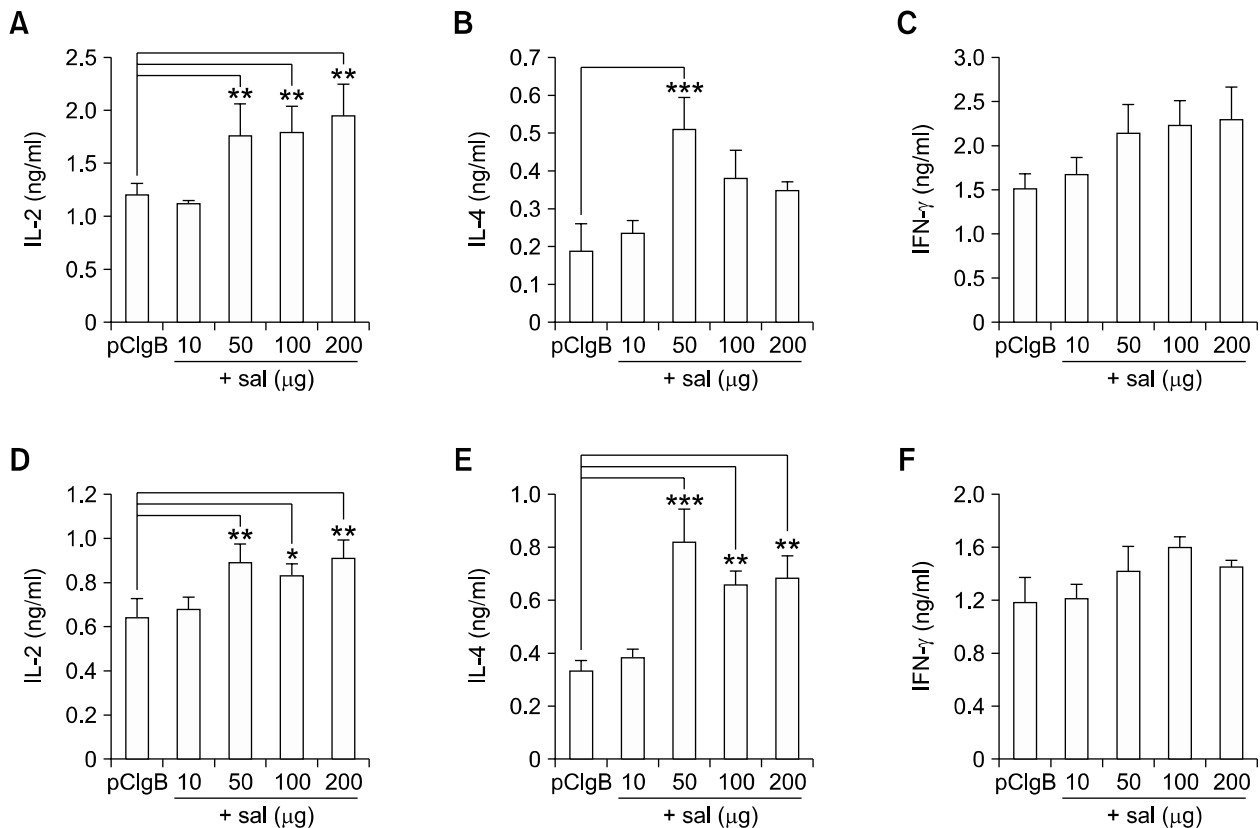 A
IL-2 (ng/ml)
2.5
2.0
1.5
1.0
0.5
0
** ** **
pCIgB 10 50 100 200
+ sal (μg)
B
IL-4 (ng/ml)
0.7
0.6
0.5
0.4
0.3
0.2
0.1
0
***
pCIgB 10 50 100 200
+ sal (μg)
C
IFN-γ (ng/ml)
3.0
2.5
2.0
1.5
1.0
0.5
0
pCIgB 10 50 100 200
+ sal (μg)
D
IL-2 (ng/ml)
1.2
1.0
0.8
0.6
0.4
0.2
0
** * **
pCIgB 10 50 100 200
+ sal (μg)
E
IL-4 (ng/ml)
1.0
0.8
0.6
0.4
0.2
0
*** ** **
pCIgB 10 50 100 200
+ sal (μg)
F
IFN-γ (ng/ml)
2.0
1.6
1.2
0.8
0.4
0
pCIgB 10 50 100 200
+ sal (μg)